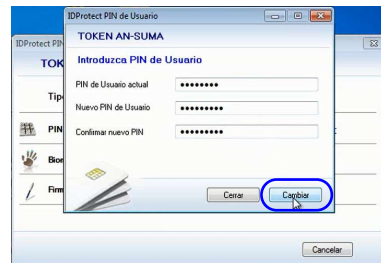 IDProtect PIN de Usuario
TOKEN AN-SUMA
Introduzca PIN de Usuario
PIN de Usuario actual
Nuevo PIN de Usuario
Confirmar nuevo PIN
Cerrar
Cambiar
IDProtect PIN
TOK
Tip
PIN
Bio
Firm
Cancelar